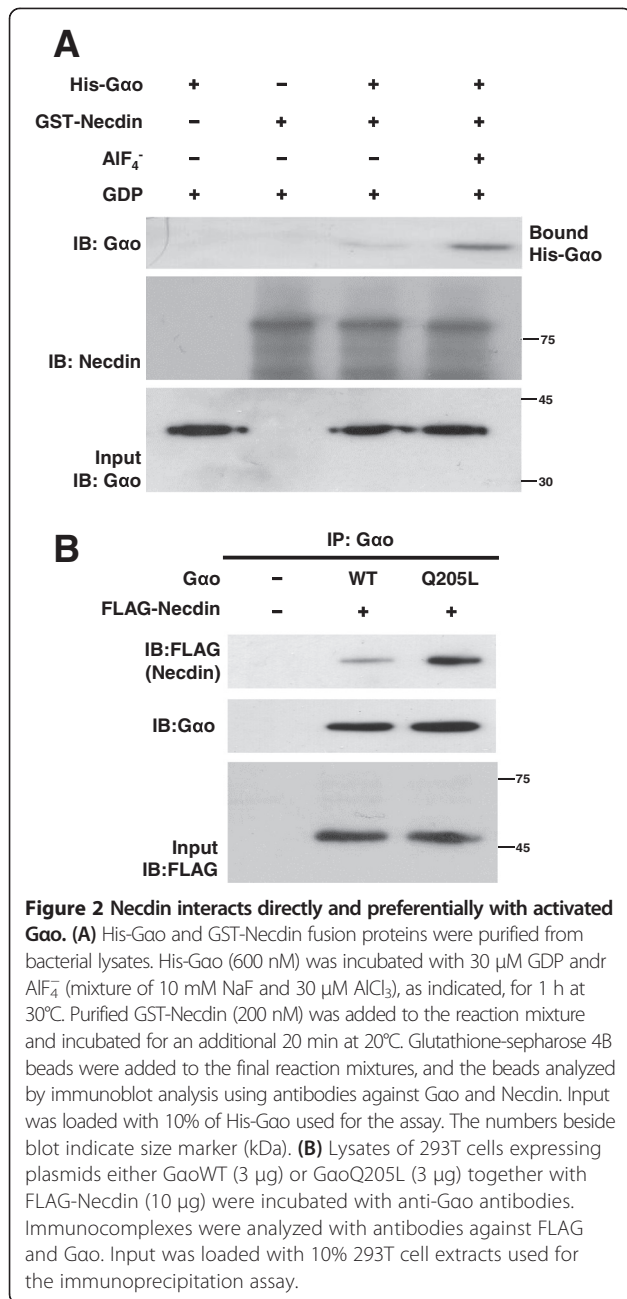 A
His-Gαo + − + +
GST-Necdin − + + +
AlF4- − − − +
GDP + + + +
IB: Gαo
Bound
His-Gαo
IB: Necdin
75
45
Input
IB: Gαo
30
B
IP: Gαo
Gαo − WT Q205L
FLAG-Necdin − + +
IB:FLAG
(Necdin)
IB:Gαo
75
Input
IB:FLAG
45
Figure 2 Necdin interacts directly and preferentially with activated
Gαo. (A) His-Gαo and GST-Necdin fusion proteins were purified from
bacterial lysates. His-Gαo (600 nM) was incubated with 30 μM GDP andr
AlF4- (mixture of 10 mM NaF and 30 μM AlCl3), as indicated, for 1 h at
30°C. Purified GST-Necdin (200 nM) was added to the reaction mixture
and incubated for an additional 20 min at 20°C. Glutathione-sepharose 4B
beads were added to the final reaction mixtures, and the beads analyzed
by immunoblot analysis using antibodies against Gαo and Necdin. Input
was loaded with 10% of His-Gαo used for the assay. The numbers beside
blot indicate size marker (kDa). (B) Lysates of 293T cells expressing
plasmids either GαoWT (3 μg) or GαoQ205L (3 μg) together with
FLAG-Necdin (10 μg) were incubated with anti-Gαo antibodies.
Immunocomplexes were analyzed with antibodies against FLAG
and Gαo. Input was loaded with 10% 293T cell extracts used for
the immunoprecipitation assay.